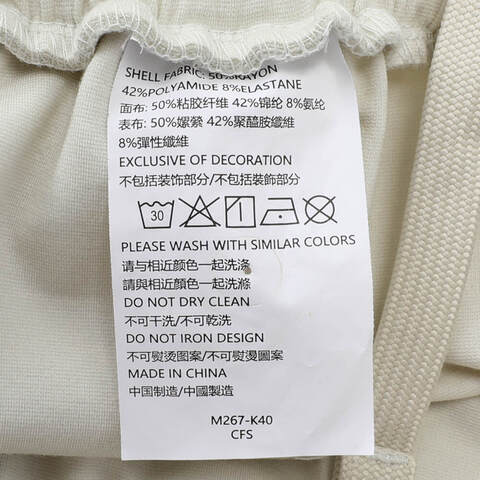 SHELL FABRIC: 50%RAYON
42%POLYAMIDE 8%ELASTANE
面布: 50%粘胶纤维 42%锦纶 8%氨纶
表布: 50%嫘縈 42%聚醯胺纖維
8%彈性纖維
EXCLUSIVE OF DECORATION
不包括装饰部分/不包括裝飾部分
30
PLEASE WASH WITH SIMILAR COLORS
请与相近颜色一起洗涤
請與相近顏色一起洗滌
DO NOT DRY CLEAN
不可干洗/不可乾洗
DO NOT IRON DESIGN
不可熨烫图案/不可熨燙圖案
MADE IN CHINA
中国制造/中國製造
M267-K40
CFS